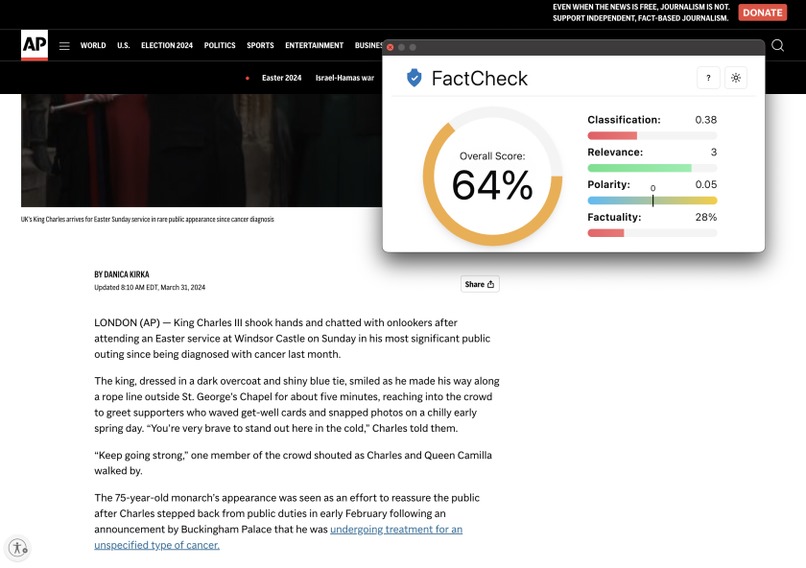 EVEN WHEN THE NEWS IS FREE, JOURNALISM IS NOT.
SUPPORT INDEPENDENT, FACT-BASED JOURNALISM.
DONATE
AP
WORLD U.S. ELECTION 2024 POLITICS SPORTS ENTERTAINMENT
Easter 2024 Israel-Hamas war
FactCheck
?
Overall Score:
64%
Classification: 0.38
Relevance: 3
Polarity: 0.05
0
Factuality: 28%
UK's King Charles arrives for Easter Sunday service in rare public appearance since cancer diagnosis
BY DANICA KIRKA
Updated 8:10 AM EDT, March 31, 2024
Share
LONDON (AP) — King Charles III shook hands and chatted with onlookers after
attending an Easter service at Windsor Castle on Sunday in his most significant public
outing since being diagnosed with cancer last month.
The king, dressed in a dark overcoat and shiny blue tie, smiled as he made his way along
a rope line outside St. George's Chapel for about five minutes, reaching into the crowd
to greet supporters who waved get-well cards and snapped photos on a chilly early
spring day. “You're very brave to stand out here in the cold,” Charles told them.
“Keep going strong,” one member of the crowd shouted as Charles and Queen Camilla
walked by.
The 75-year-old monarch's appearance was seen as an effort to reassure the public
after Charles stepped back from public duties in early February following an
announcement by Buckingham Palace that he was undergoing treatment for an
unspecified type of cancer.